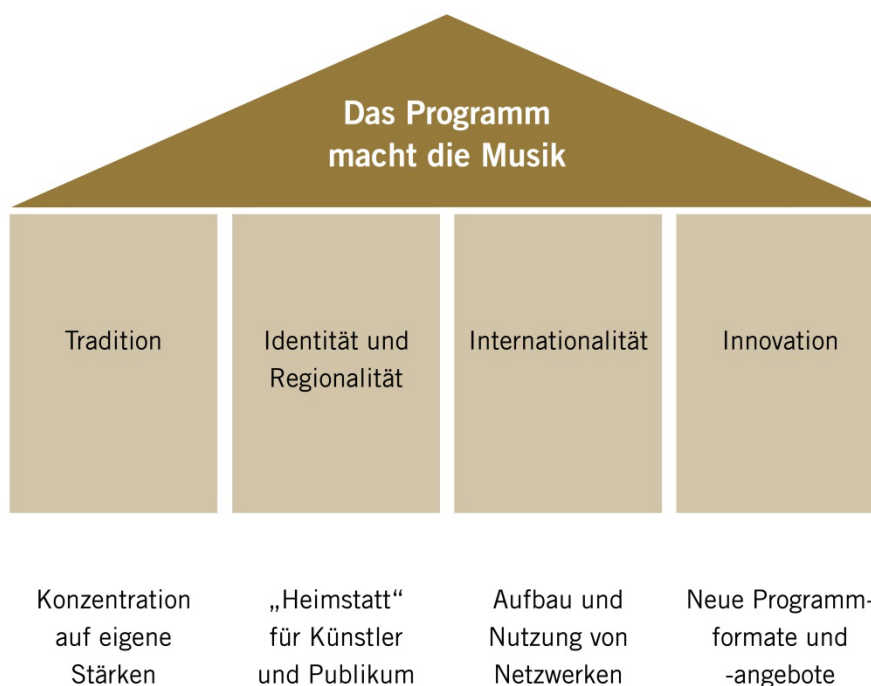 Das Programm
macht die Musik
Tradition
Identität und
Regionalität
Internationalität
Innovation
Konzentration
auf eigene
Stärken
„Heimstatt“
für Künstler
und Publikum
Aufbau und
Nutzung von
Netzwerken
Neue Programm-
formate und
-angebote